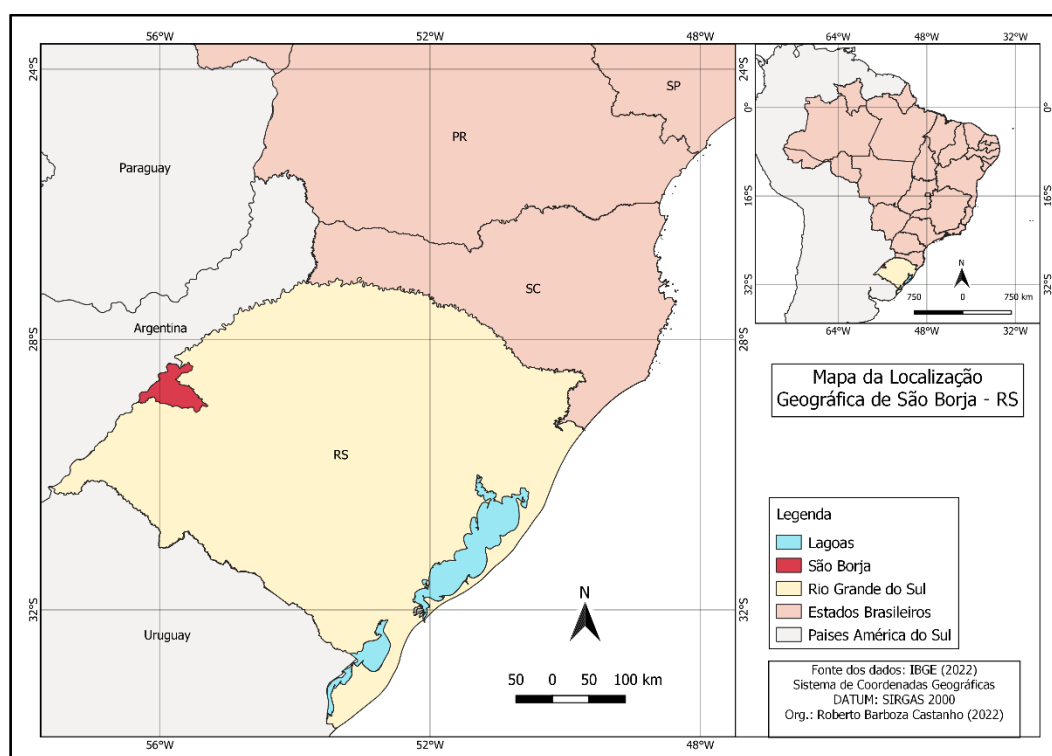 56°W
52°W
48°W
24°S
24°S
SP
PR
Paraguay
SC
Argentina
28°S
28°S
RS
32°S
32°S
Uruguay
N
50 0 50 100 km
56°W
52°W
48°W
64°W
48°W
32°W
0°
0°
16°S
16°S
32°S
32°S
N
750 0 750 km
64°W
48°W
32°W
Mapa da Localização
Geográfica de São Borja - RS
Legenda
Lagoas
São Borja
Rio Grande do Sul
Estados Brasileiros
Paises América do Sul
Fonte dos dados: IBGE (2022)
Sistema de Coordenadas Geográficas
DATUM: SIRGAS 2000
Org.: Roberto Barboza Castanho (2022)